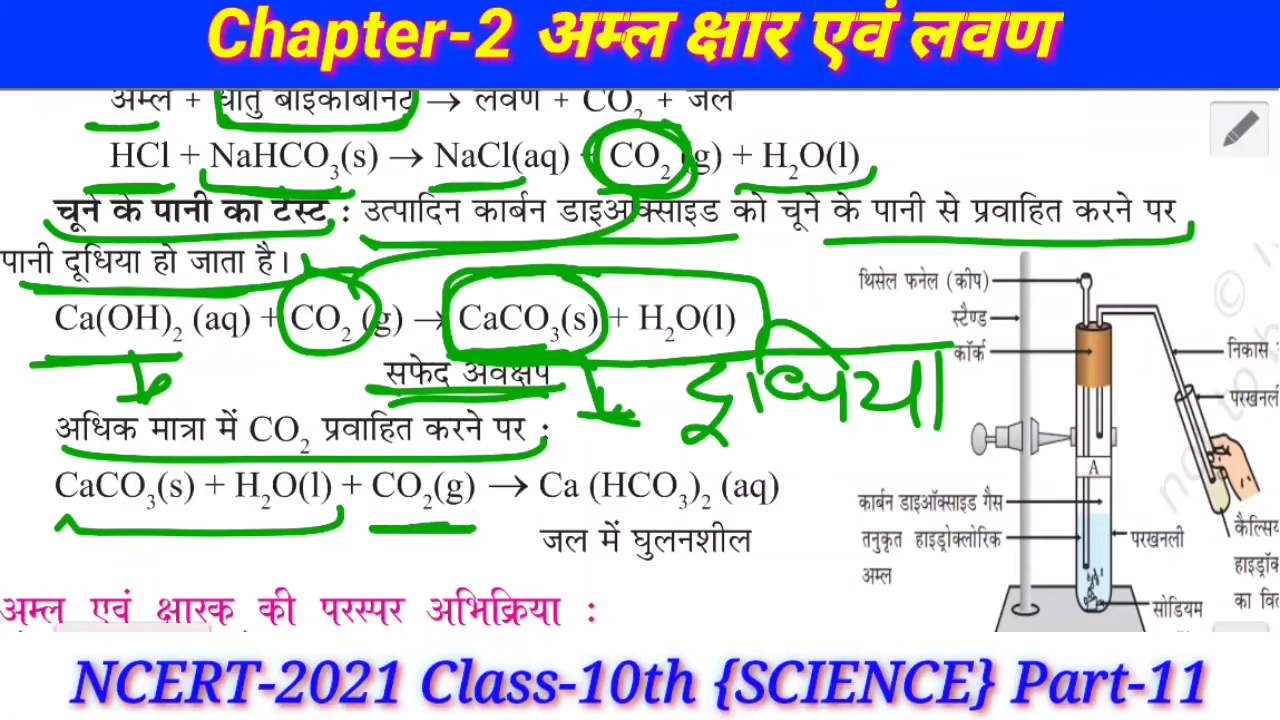 Chapter-2 अम्ल क्षार एवं लवण
अम्ल + धातु बाइकार्बोनेट → लवण + CO₂ + जल
HCl + NaHCO₃(s) → NaCl(aq) + CO₂ (g) + H₂O(l)
चूने के पानी का टेस्ट : उत्पादिन कार्बन डाइऑक्साइड को चूने के पानी से प्रवाहित करने पर
पानी दूधिया हो जाता है।
Ca(OH)₂ (aq) + CO₂ (g) → CaCO₃(s) + H₂O(l)
सफेद अवक्षेप
दूधिया
अधिक मात्रा में CO₂ प्रवाहित करने पर :
CaCO₃(s) + H₂O(l) + CO₂(g) → Ca (HCO₃)₂ (aq)
जल में घुलनशील
थिसेल फनेल (कीप)
स्टैण्ड
कॉर्क
निकास
परखनली
A
कार्बन डाइऑक्साइड गैस
तनुकृत हाइड्रोक्लोरिक
अम्ल
परखनली
सोडियम
का
अम्ल एवं क्षारक की परस्पर अभिक्रिया :
NCERT-2021 Class-10th {SCIENCE} Part-11